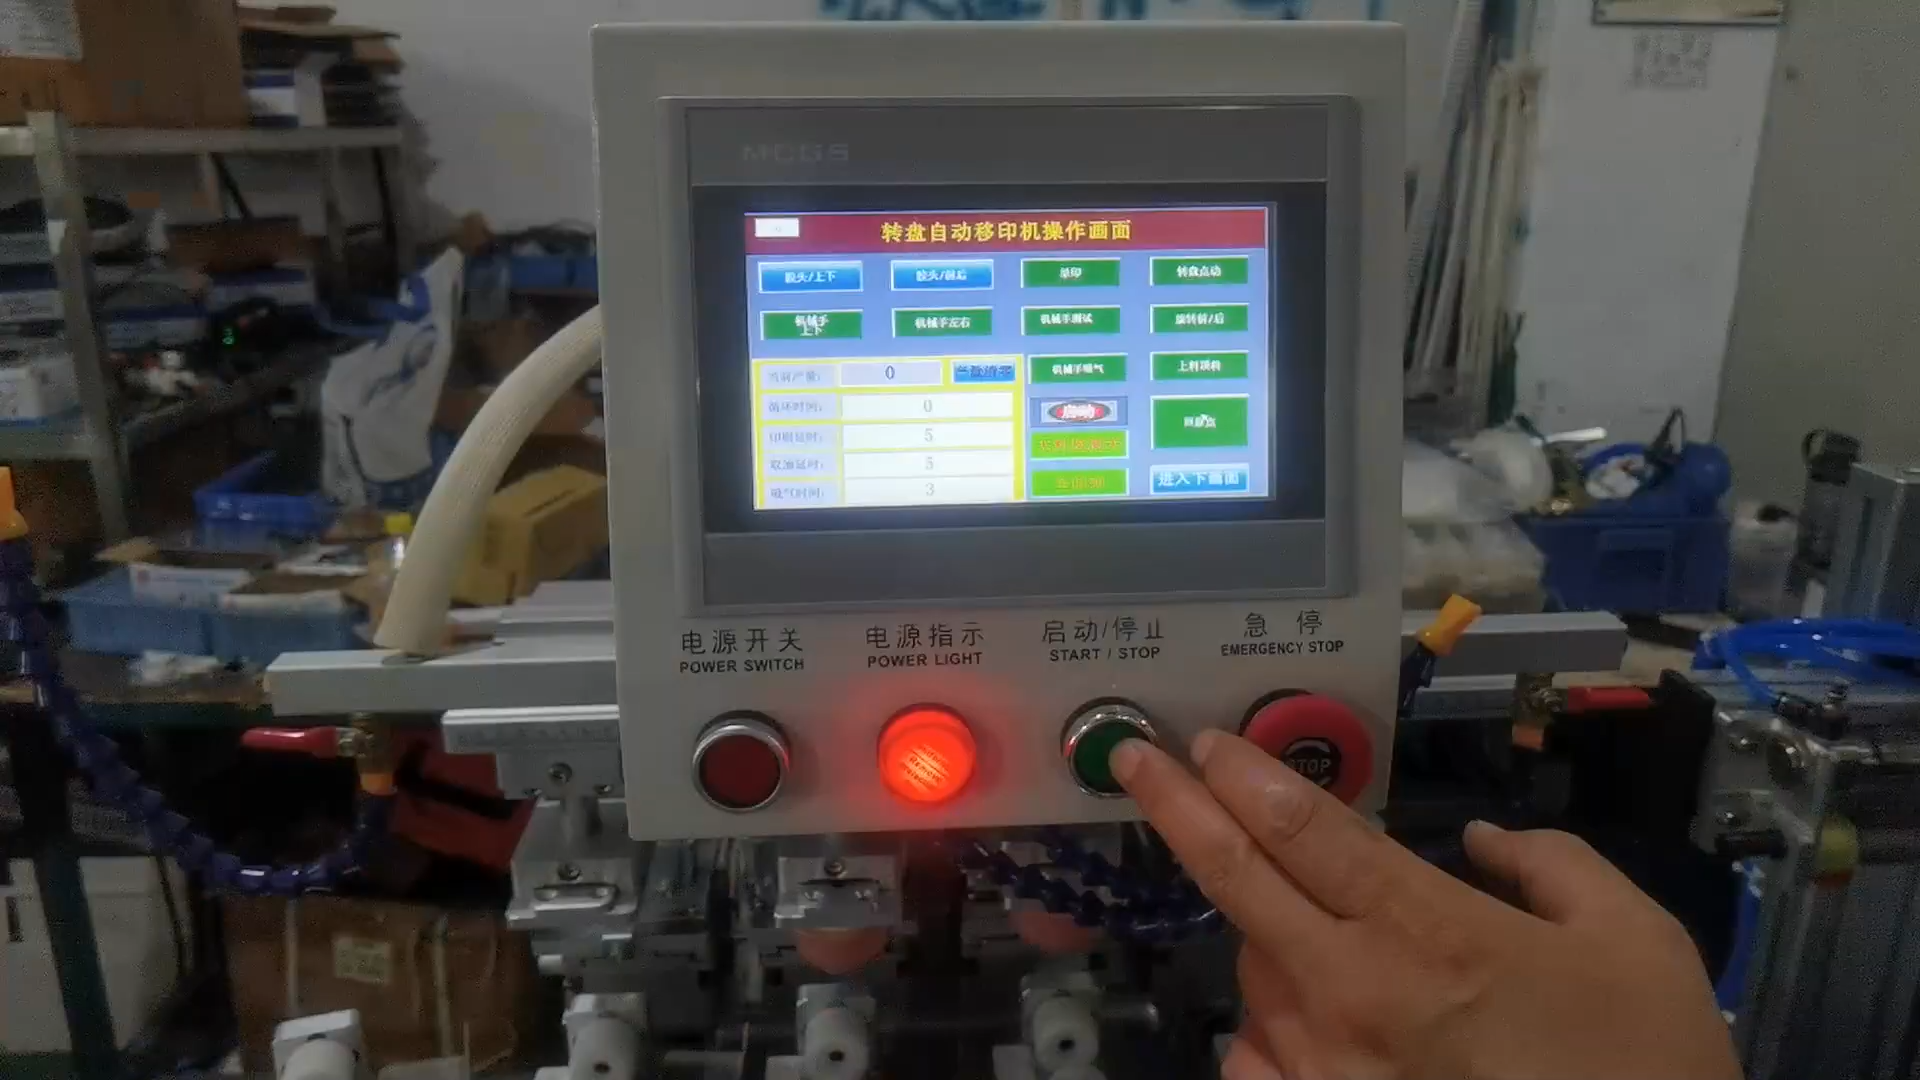 MCGS
转盘自动移印机操作画面
胶头/上下
胶头/前后
单印
转盘点动
机械手
上下
机械手左右
机械手测试
旋转前/后
当前产量:
0
产量清零
机械手吸气
上料顶料
循环时间:
0
启动
印刷延时:
5
取油延时:
5
吸气时间:
3
进入下画面
电源开关
POWER SWITCH
电源指示
POWER LIGHT
启动/停止
START / STOP
急 停
EMERGENCY STOP
STOP